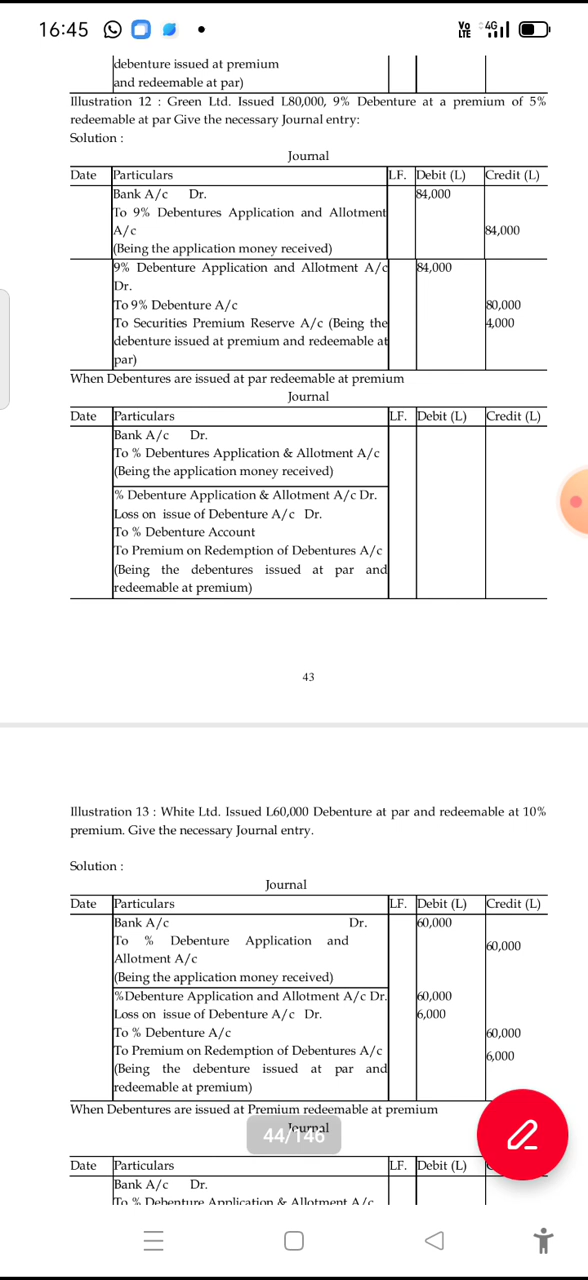 16:45
Vo LTE 4G
debenture issued at premium
and redeemable at par)
Illustration 12 : Green Ltd. Issued L80,000, 9% Debenture at a premium of 5%
redeemable at par Give the necessary Journal entry:
Solution :
Journal
Date Particulars LF. Debit (L) Credit (L)
Bank A/c Dr. 84,000
To 9% Debentures Application and Allotment
A/c 84,000
(Being the application money received)
9% Debenture Application and Allotment A/c 84,000
Dr.
To 9% Debenture A/c 80,000
To Securities Premium Reserve A/c (Being the 4,000
debenture issued at premium and redeemable at
par)
When Debentures are issued at par redeemable at premium
Journal
Date Particulars LF. Debit (L) Credit (L)
Bank A/c Dr.
To % Debentures Application & Allotment A/c
(Being the application money received)
% Debenture Application & Allotment A/c Dr.
Loss on issue of Debenture A/c Dr.
To % Debenture Account
To Premium on Redemption of Debentures A/c
(Being the debentures issued at par and
redeemable at premium)
43
Illustration 13 : White Ltd. Issued L60,000 Debenture at par and redeemable at 10%
premium. Give the necessary Journal entry.
Solution :
Journal
Date Particulars LF. Debit (L) Credit (L)
Bank A/c Dr. 60,000
To % Debenture Application and 60,000
Allotment A/c
(Being the application money received)
%Debenture Application and Allotment A/c Dr. 60,000
Loss on issue of Debenture A/c Dr. 6,000
To % Debenture A/c 60,000
To Premium on Redemption of Debentures A/c 6,000
(Being the debenture issued at par and
redeemable at premium)
When Debentures are issued at Premium redeemable at premium
Journal
44/146
Date Particulars LF. Debit (L)
Bank A/c Dr.
To % Debenture Application & Allotment A/c